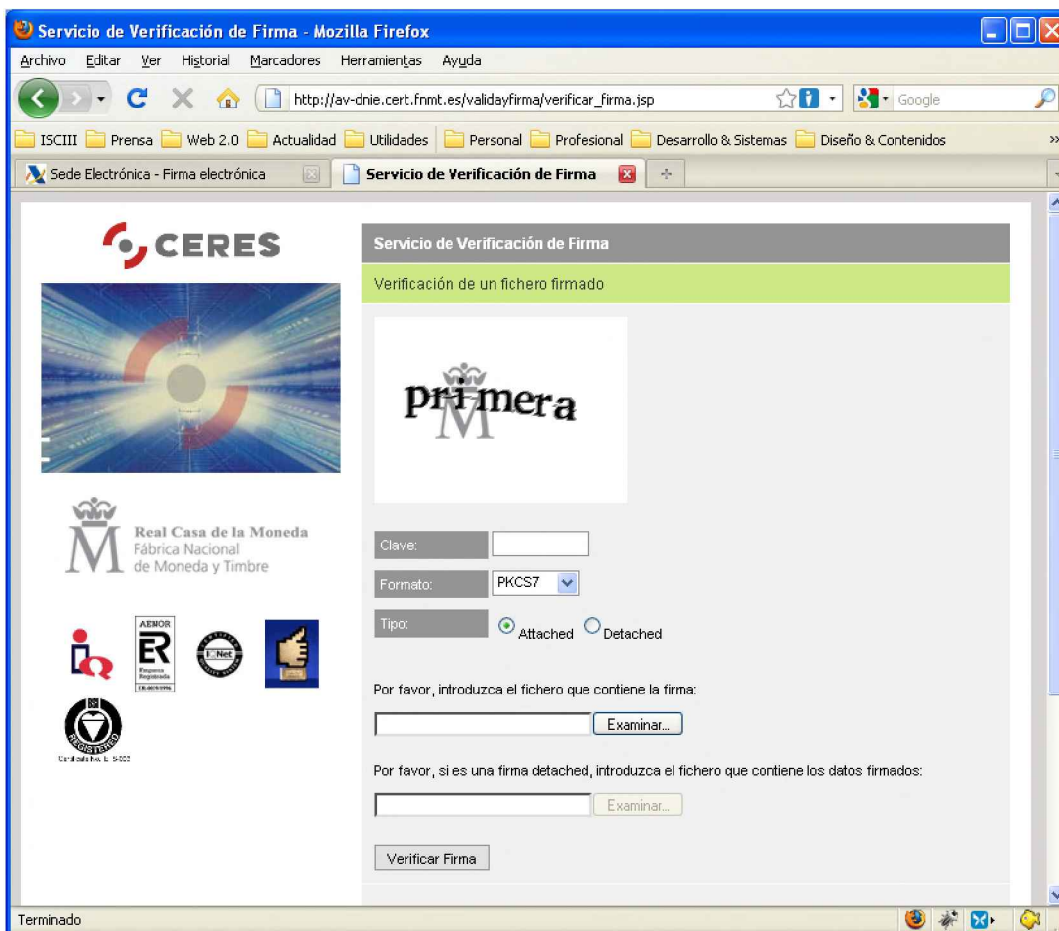 Servicio de Verificación de Firma - Mozilla Firefox
Archivo Editar Ver Historial Marcadores Herramientas Ayuda
http://av-dnie.cert.fnmt.es/validayfirma/verificar_firma.jsp
Google
ISCIII Prensa Web 2.0 Actualidad Utilidades Personal Profesional Desarrollo & Sistemas Diseño & Contenidos »
Sede Electrónica - Firma electrónica Servicio de Verificación de Firma
CERES
Servicio de Verificación de Firma
Verificación de un fichero firmado
primera
M
Real Casa de la Moneda
Fábrica Nacional
de Moneda y Timbre
M
Clave:
Formato: PKCS7
Tipo: Attached Detached
AENOR
ER
Empresa
Registrada
IQNet
REGISTERED
Por favor, introduzca el fichero que contiene la firma:
Examinar...
Por favor, si es una firma detached, introduzca el fichero que contiene los datos firmados:
Examinar...
Verificar Firma
Terminado